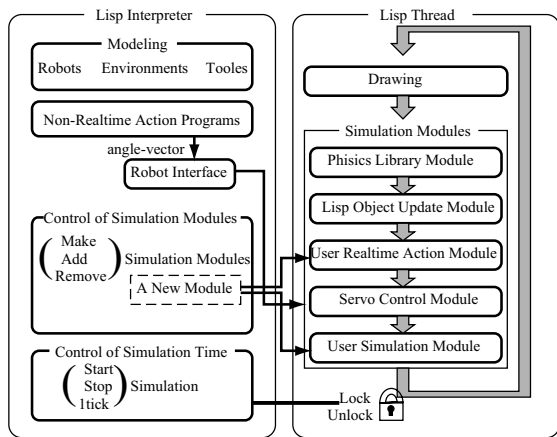 Lisp Interpreter
Modeling
Robots Environments Tooles
Non-Realtime Action Programs
angle-vector
Robot Interface
Control of Simulation Modules
Make
Add
Remove
Simulation Modules
A New Module
Control of Simulation Time
Start
Stop
1tick
Simulation
Lisp Thread
Drawing
Simulation Modules
Phisics Library Module
Lisp Object Update Module
User Realtime Action Module
Servo Control Module
User Simulation Module
Lock
Unlock